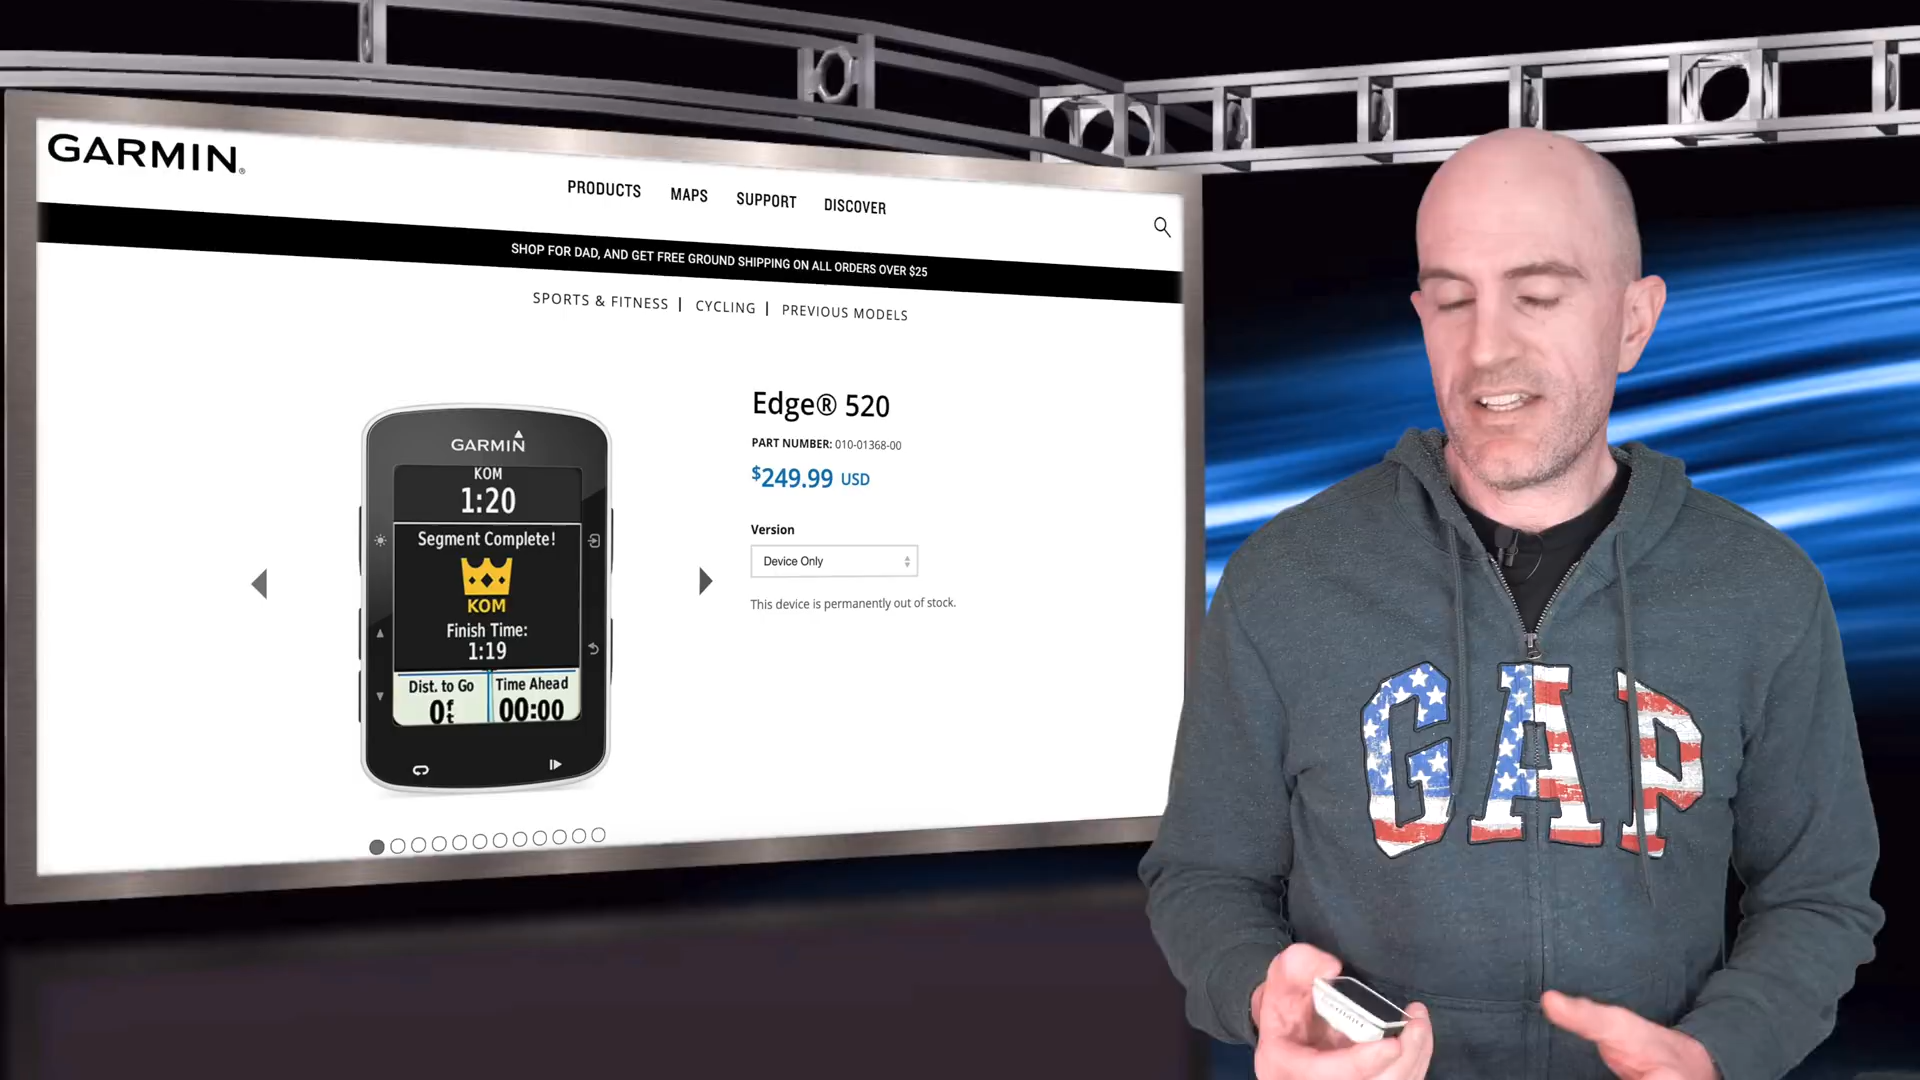 GARMIN®
PRODUCTS MAPS SUPPORT DISCOVER
SHOP FOR DAD, AND GET FREE GROUND SHIPPING ON ALL ORDERS OVER $25
SPORTS & FITNESS | CYCLING | PREVIOUS MODELS
Edge® 520
PART NUMBER: 010-01368-00
$249.99 USD
Version
Device Only
This device is permanently out of stock.
GARMIN
KOM
1:20
Segment Complete!
KOM
Finish Time:
1:19
Dist. to Go Time Ahead
0ft 00:00
GAP
GARMIN